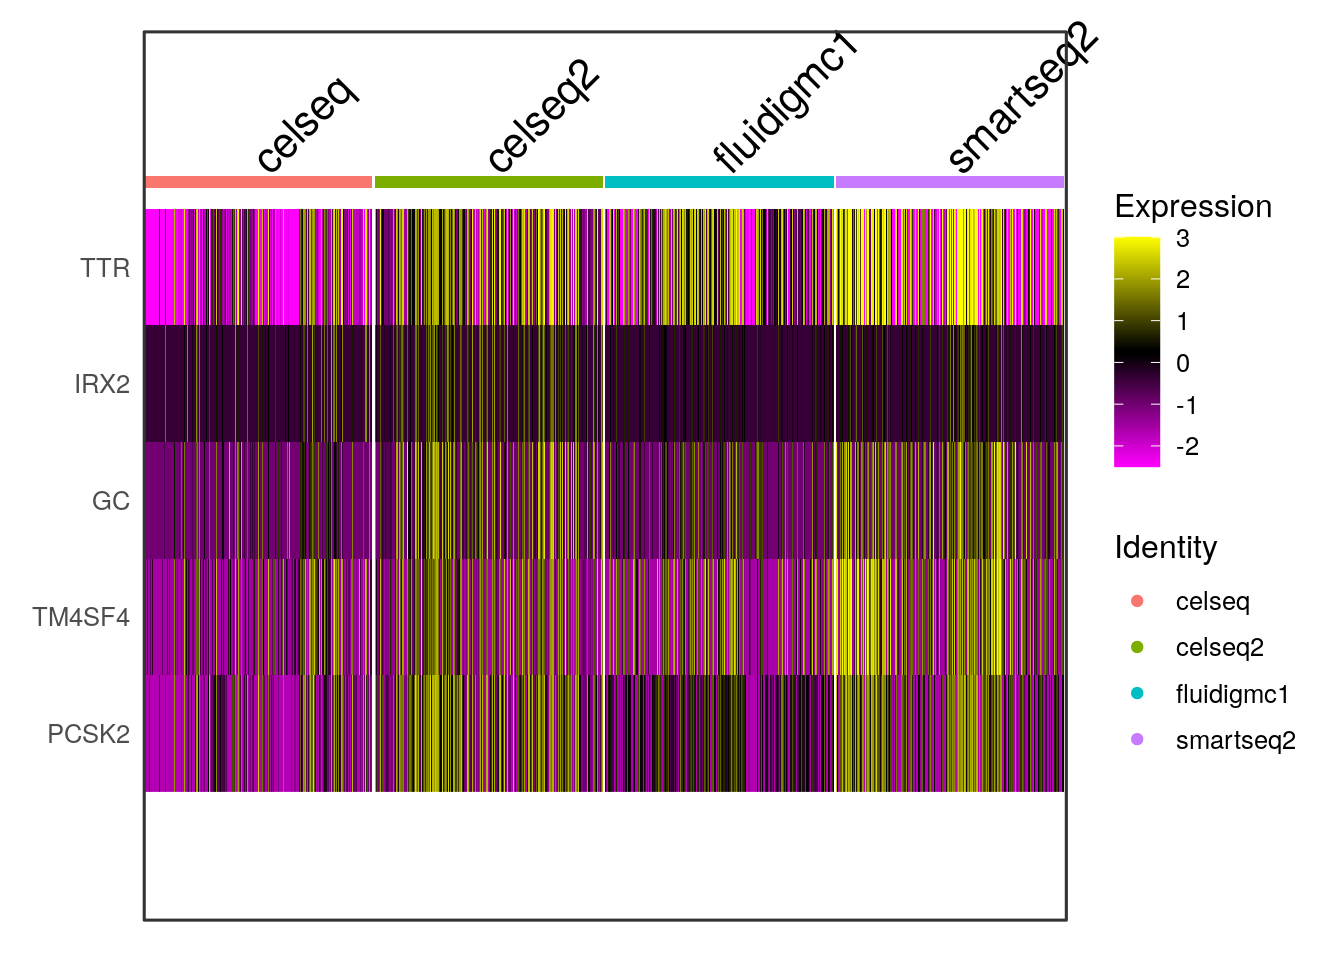 celseq
celseq2
fluidigmc1
smartseq2
TTR
IRX2
GC
TM4SF4
PCSK2
Expression
3
2
1
0
-1
-2
Identity
celseq
celseq2
fluidigmc1
smartseq2